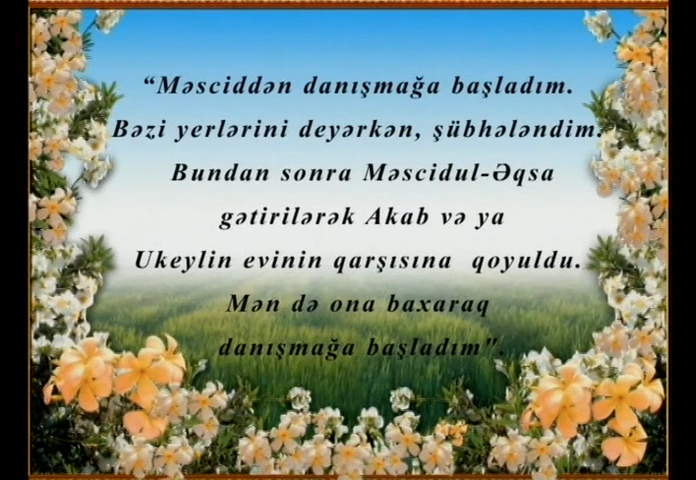 “Məsciddən danışmağa başladım.
Bəzi yerlərini deyərkən, şübhələndim.
Bundan sonra Məscidul-Əqsa
gətirilərək Akab və ya
Ukeylin evinin qarşısına qoyuldu.
Mən də ona baxaraq
danışmağa başladım".